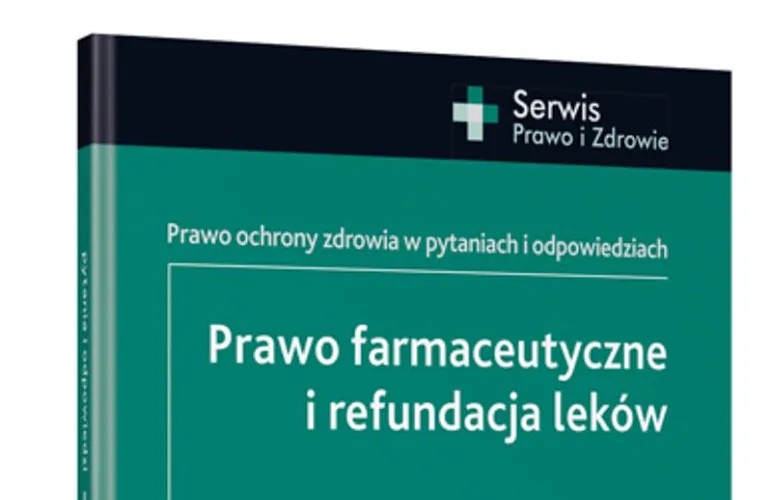 Serwis
Prawo i Zdrowie
Prawo ochrony zdrowia w pytaniach i odpowiedziach
Prawo farmaceutyczne
i refundacja leków
pytania i odpowiedzi